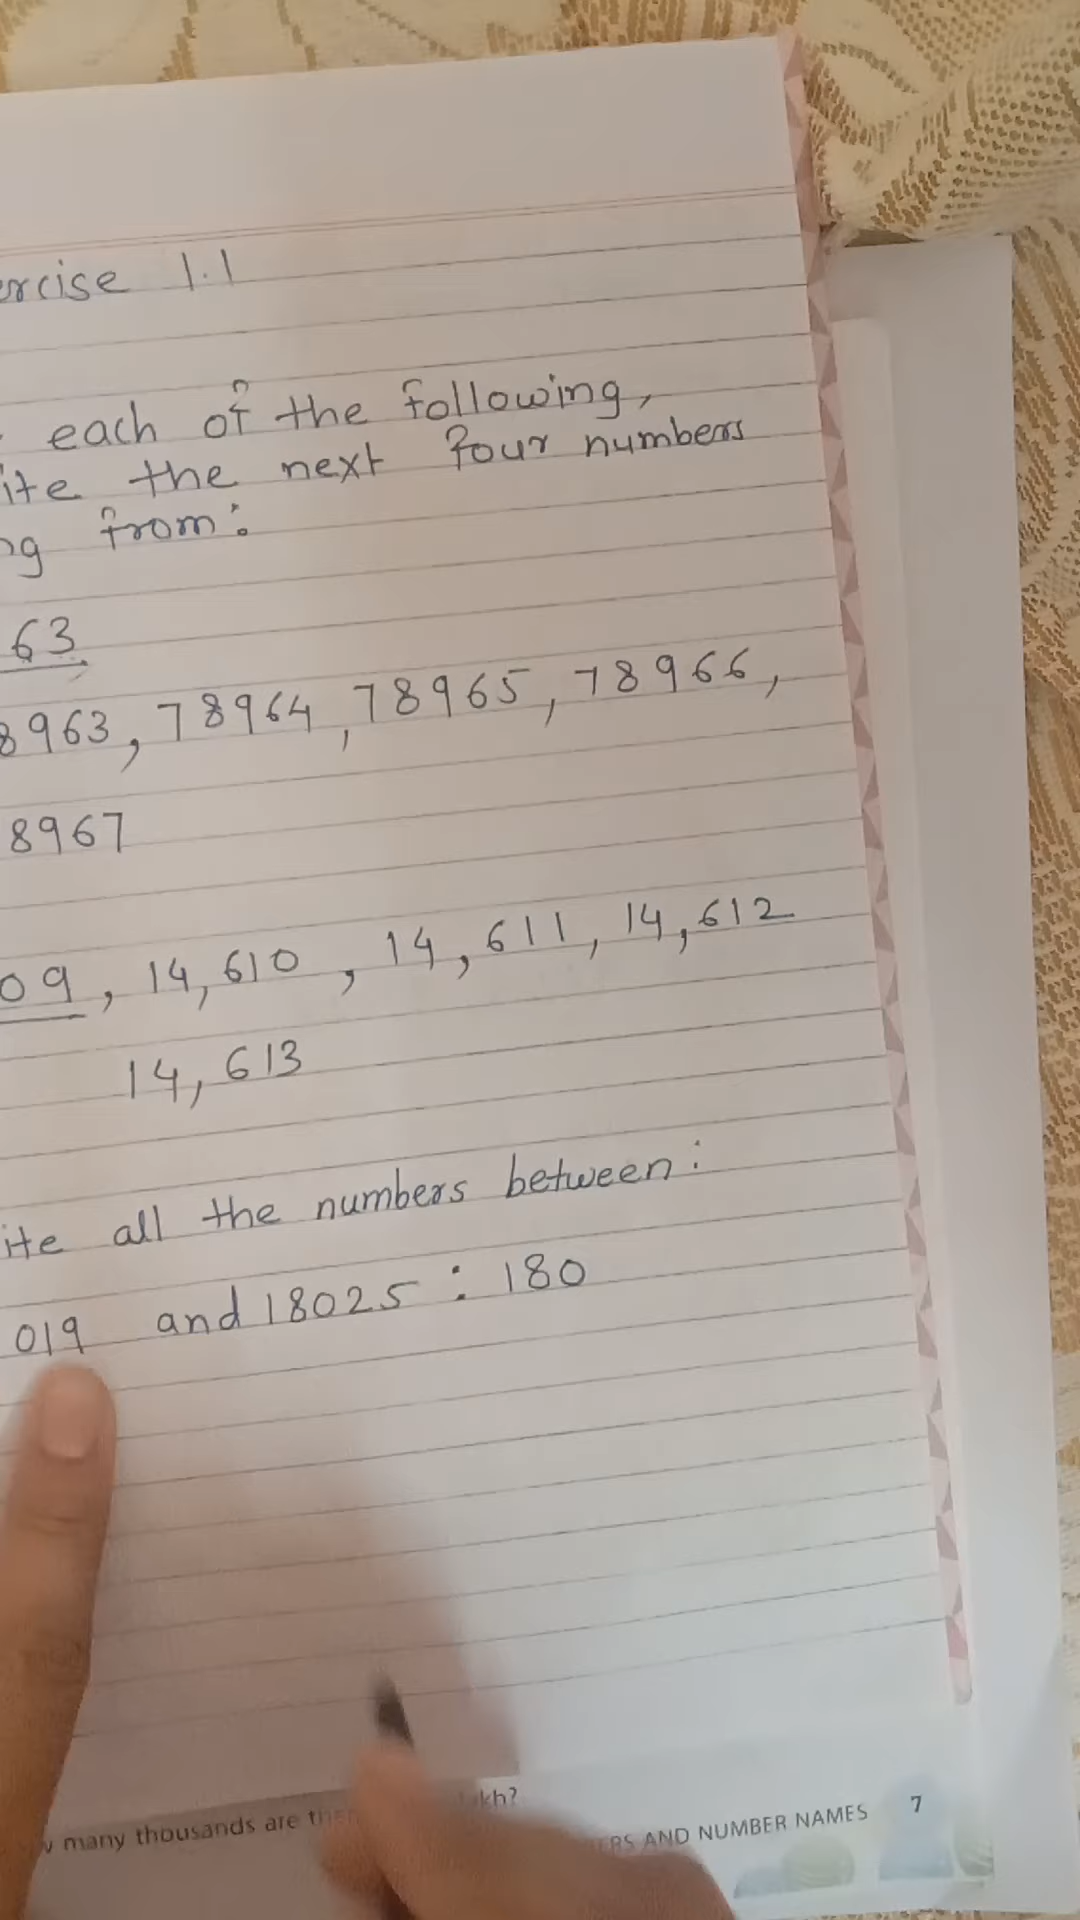 ercise 1.1
each of the following,
ite the next four numbers
ng from:
63
8963, 78964, 78965, 78966,
8967
09, 14,610, 14,611, 14,612
14,613
ite all the numbers between:
019 and 18025 : 180
many thousands are
kh?
ERS AND NUMBER NAMES 7